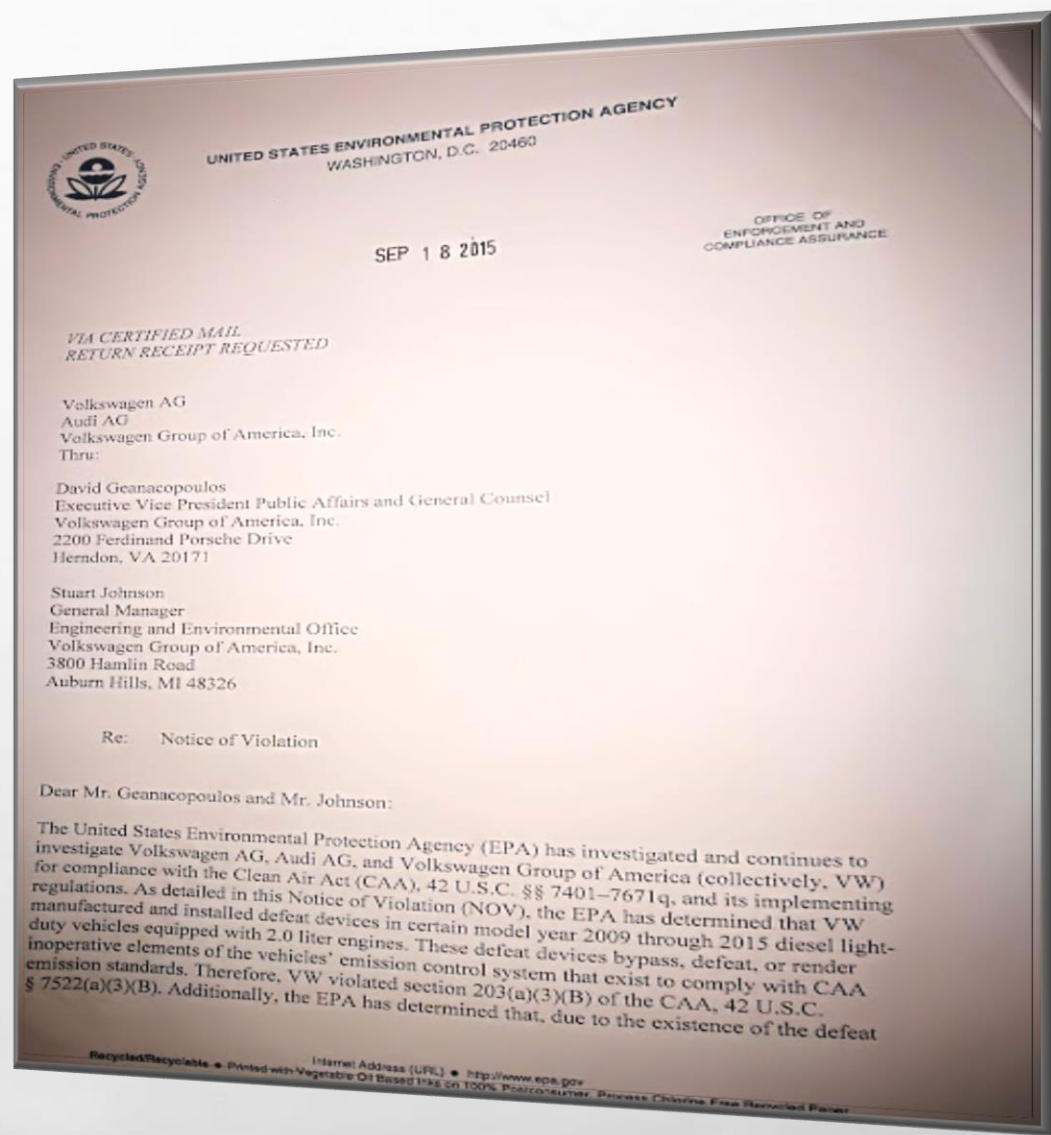 UNITED STATES ENVIRONMENTAL PROTECTION AGENCY
WASHINGTON, D.C. 20460
UNITED STATES
ENVIRONMENTAL PROTECTION AGENCY
SEP 18 2015
OFFICE OF
ENFORCEMENT AND
COMPLIANCE ASSURANCE
VIA CERTIFIED MAIL
RETURN RECEIPT REQUESTED
Volkswagen AG
Audi AG
Volkswagen Group of America, Inc.
Thru:
David Geanacopoulos
Executive Vice President Public Affairs and General Counsel
Volkswagen Group of America, Inc.
2200 Ferdinand Porsche Drive
Herndon, VA 20171
Stuart Johnson
General Manager
Engineering and Environmental Office
Volkswagen Group of America, Inc.
3800 Hamlin Road
Auburn Hills, MI 48326
Re: Notice of Violation
Dear Mr. Geanacopoulos and Mr. Johnson:
The United States Environmental Protection Agency (EPA) has investigated and continues to
investigate Volkswagen AG, Audi AG, and Volkswagen Group of America (collectively, VW)
for compliance with the Clean Air Act (CAA), 42 U.S.C. §§ 7401–7671q, and its implementing
regulations. As detailed in this Notice of Violation (NOV), the EPA has determined that VW
manufactured and installed defeat devices in certain model year 2009 through 2015 diesel light-
duty vehicles equipped with 2.0 liter engines. These defeat devices bypass, defeat, or render
inoperative elements of the vehicles' emission control system that exist to comply with CAA
emission standards. Therefore, VW violated section 203(a)(3)(B) of the CAA, 42 U.S.C.
§ 7522(a)(3)(B). Additionally, the EPA has determined that, due to the existence of the defeat
Internet Address (URL) • http://www.epa.gov
Recycled/Recyclable • Printed with Vegetable Oil Based Inks on 100% Postconsumer, Process Chlorine Free Recycled Paper